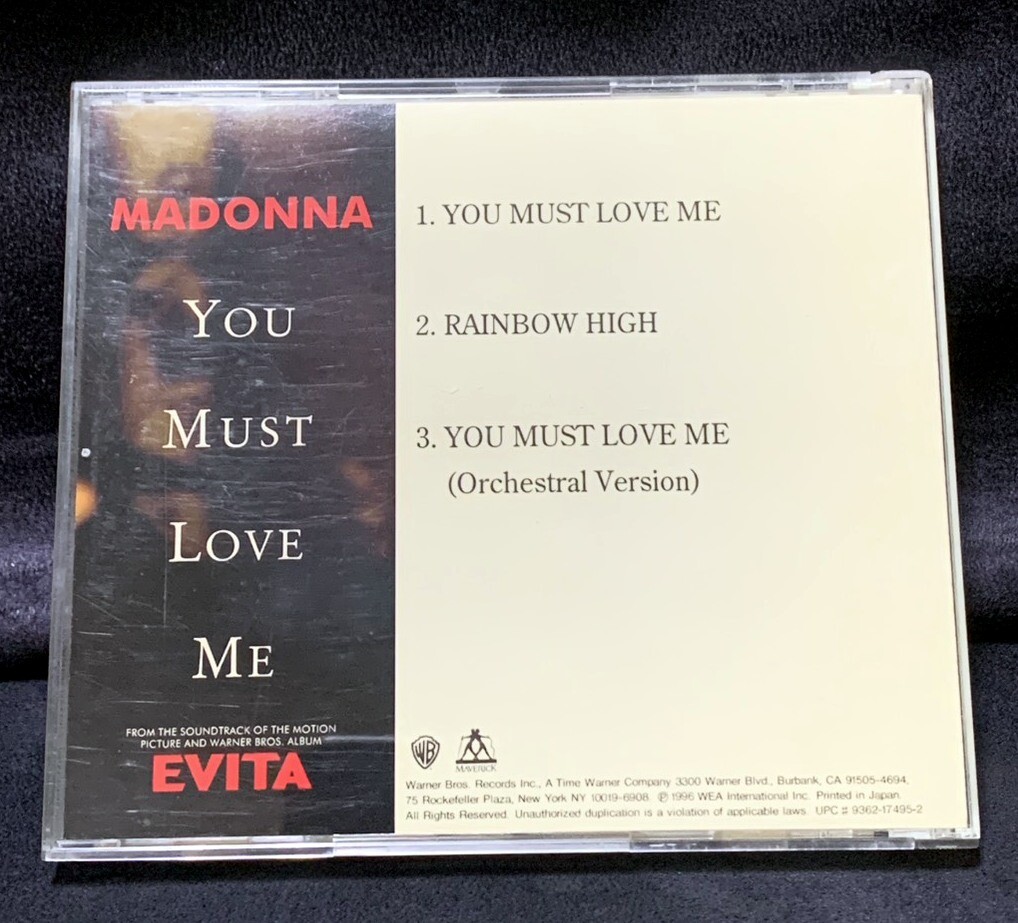 MADONNA
YOU
MUST
LOVE
ME
FROM THE SOUNDTRACK OF THE MOTION
PICTURE AND WARNER BROS. ALBUM
EVITA
1. YOU MUST LOVE ME
2. RAINBOW HIGH
3. YOU MUST LOVE ME
(Orchestral Version)
WB
MAVERICK
Warner Bros. Records Inc., A Time Warner Company 3300 Warner Blvd., Burbank, CA 91505-4694,
75 Rockefeller Plaza, New York NY 10019-6908. ℗ 1996 WEA International Inc. Printed in Japan.
All Rights Reserved. Unauthorized duplication is a violation of applicable laws. UPC # 9362-17495-2